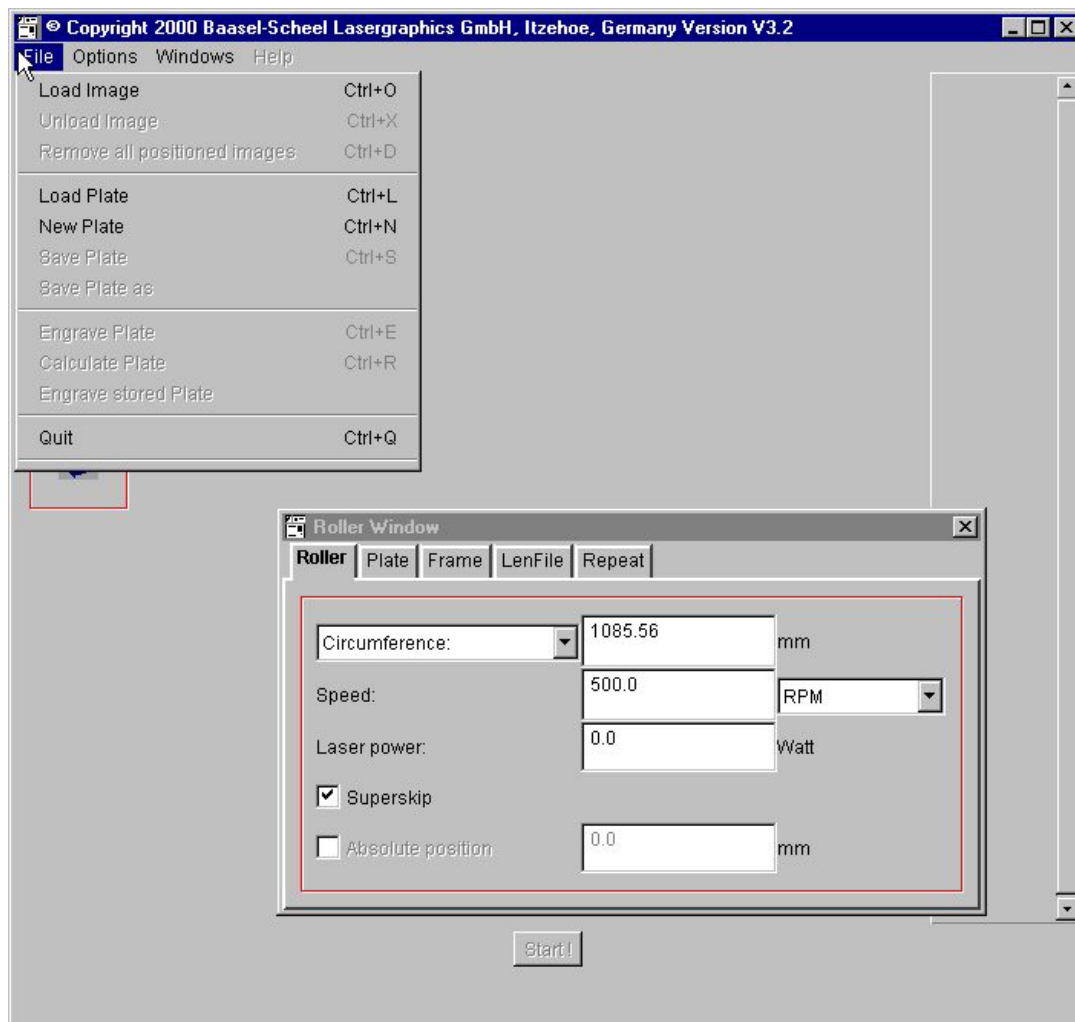 © Copyright 2000 Baasel-Scheel Lasergraphics GmbH, Itzehoe, Germany Version V3.2
File Options Windows Help
Load Image Ctrl+O
Unload Image Ctrl+X
Remove all positioned images Ctrl+D
Load Plate Ctrl+L
New Plate Ctrl+N
Save Plate Ctrl+S
Save Plate as
Engrave Plate Ctrl+E
Calculate Plate Ctrl+R
Engrave stored Plate
Quit Ctrl+Q
Roller Window
Roller Plate Frame LenFile Repeat
Circumference: 1085.56 mm
Speed: 500.0 RPM
Laser power: 0.0 Watt
Superskip
Absolute position 0.0 mm
Start!